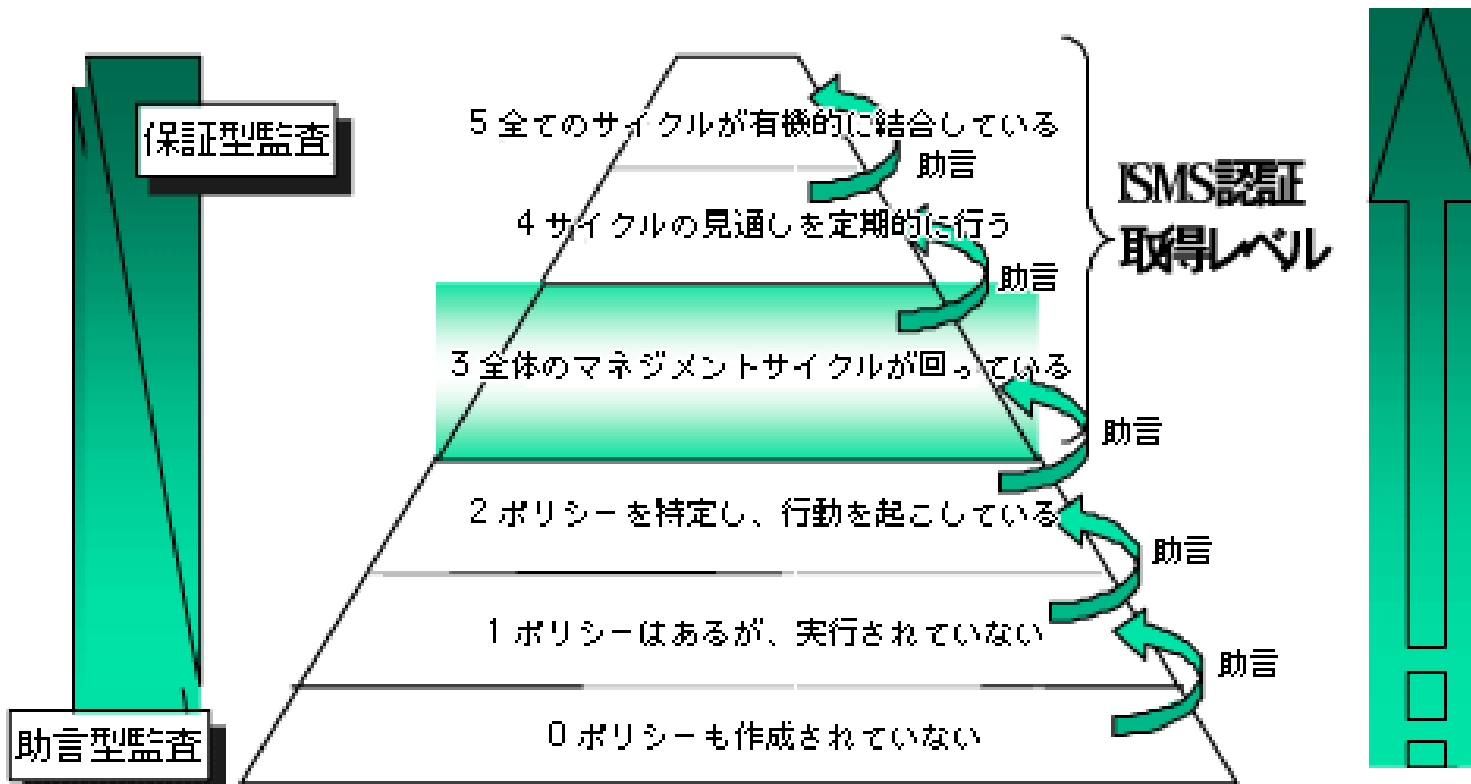 保証型監査
5 全てのサイクルが有機的に結合している
助言
ISMS認証
取得レベル
4 サイクルの見通しを定期的に行う
助言
3 全体のマネジメントサイクルが回っている
助言
2 ポリシーを特定し、行動を起こしている
助言
1 ポリシーはあるが、実行されていない
助言
0 ポリシーも作成されていない
助言型監査